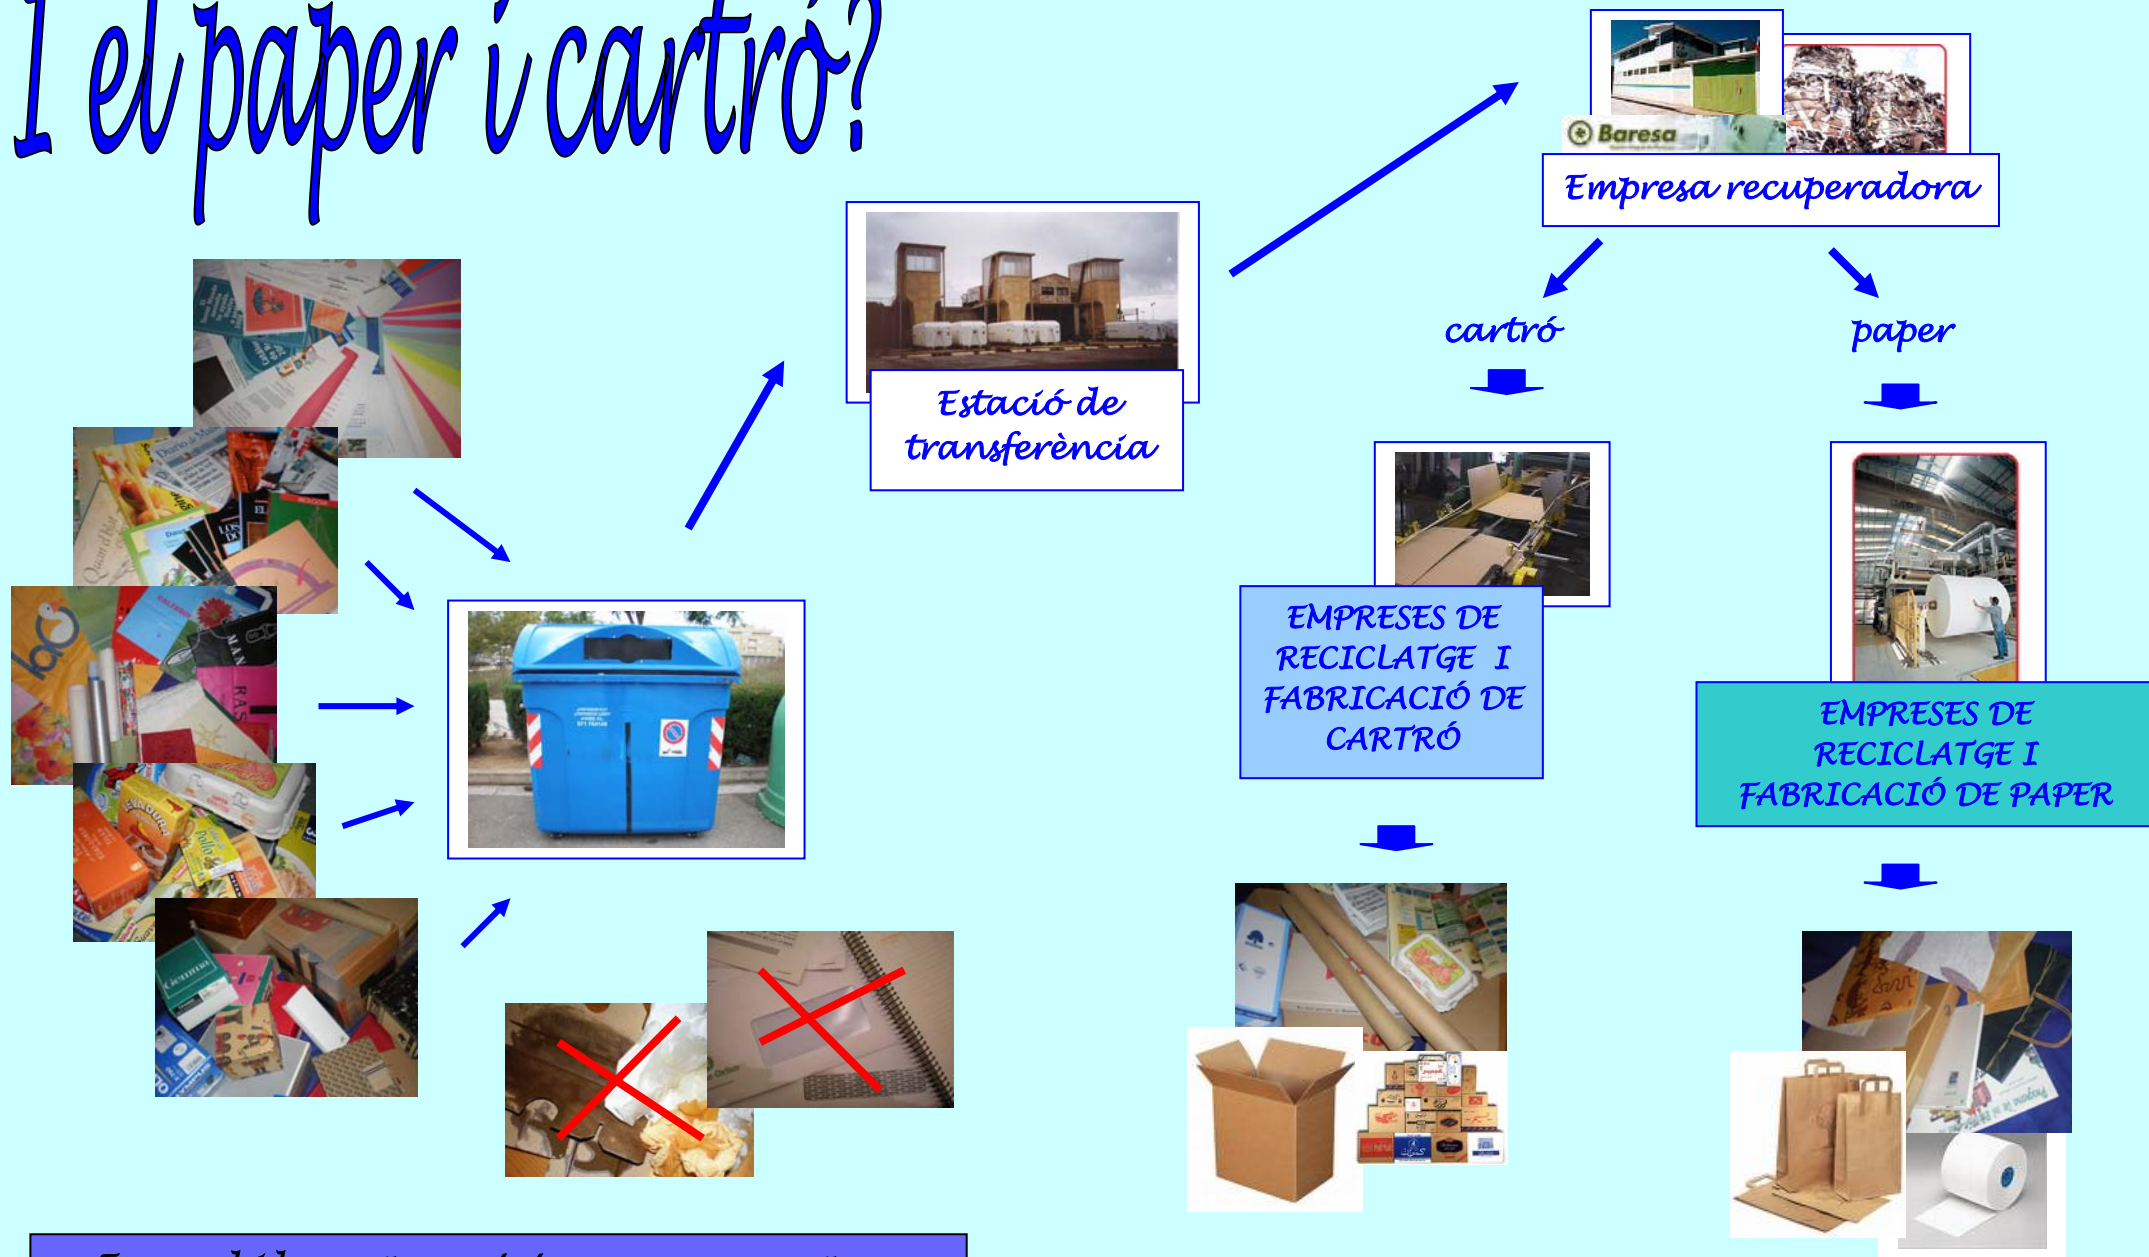 I el paper i cartró?
Baresa
Empresa recuperadora
cartró
paper
Estació de
transferència
EMPRESES DE
RECICLATGE I
FABRICACIÓ DE
CARTRÓ
EMPRESES DE
RECICLATGE I
FABRICACIÓ DE PAPER